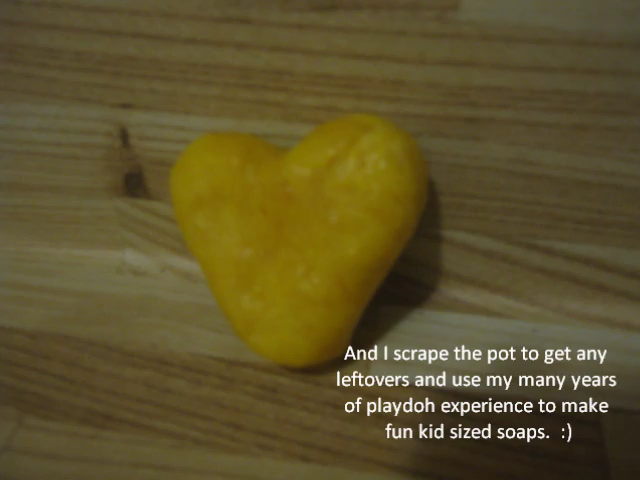 And I scrape the pot to get any
leftovers and use my many years
of playdoh experience to make
fun kid sized soaps.  :)